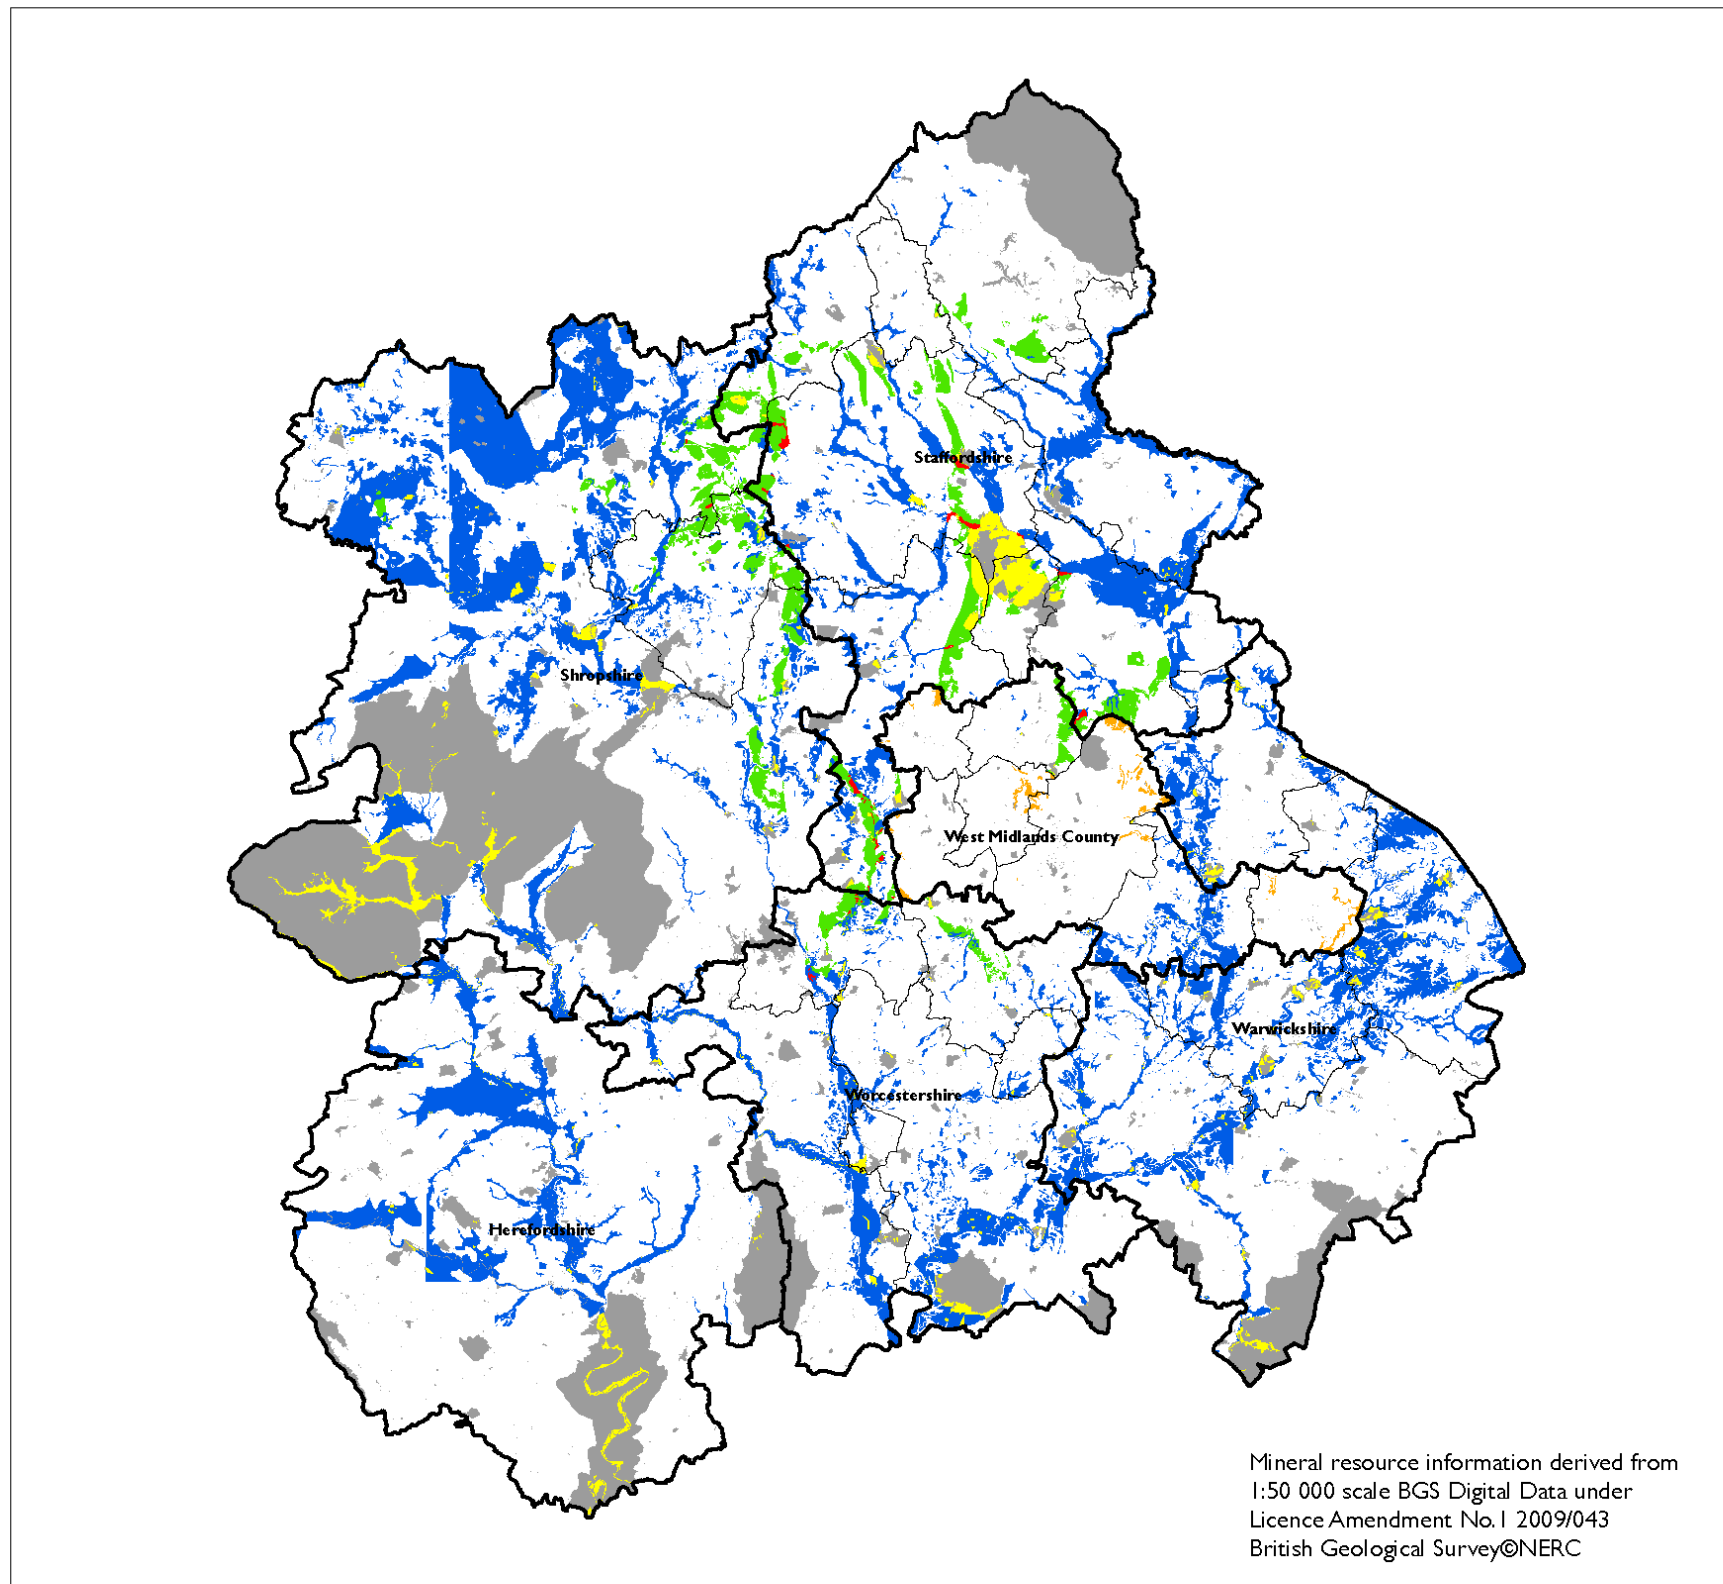 Staffordshire
Shropshire
West Midlands County
Warwickshire
Worcestershire
Herefordshire
Mineral resource information derived from
1:50 000 scale BGS Digital Data under
Licence Amendment No.1 2009/043
British Geological Survey©NERC